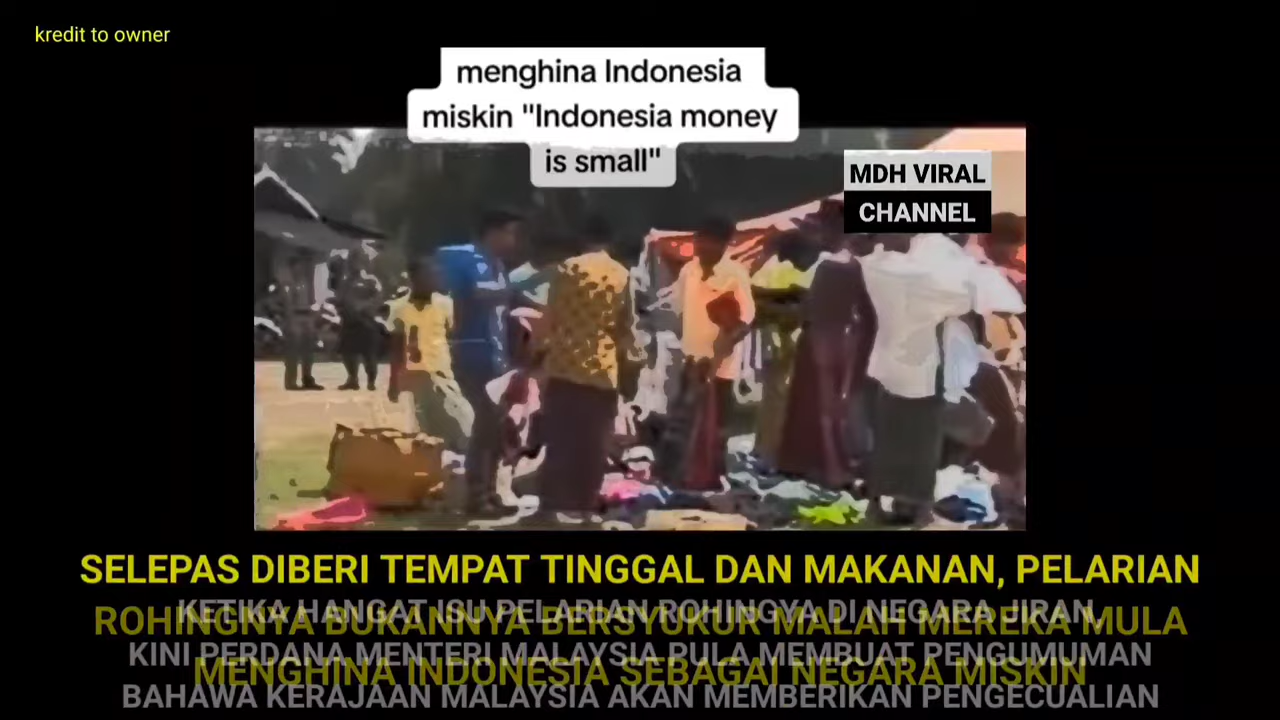 kredit to owner
menghina Indonesia
miskin "Indonesia money
is small"
MDH VIRAL
CHANNEL
SELEPAS DIBERI TEMPAT TINGGAL DAN MAKANAN, PELARIAN
ROHINGNYA BUKANNYA BERSYUKUR MALAH MEREKA MULA
MENGHINA INDONESIA SEBAGAI NEGARA MISKIN
KETIKA HANGAT ISU PELARIAN ROHINGYA DI NEGARA JIRAN,
KINI PERDANA MENTERI MALAYSIA PULA MEMBUAT PENGUMUMAN
BAHAWA KERAJAAN MALAYSIA AKAN MEMBERIKAN PENGECUALIAN